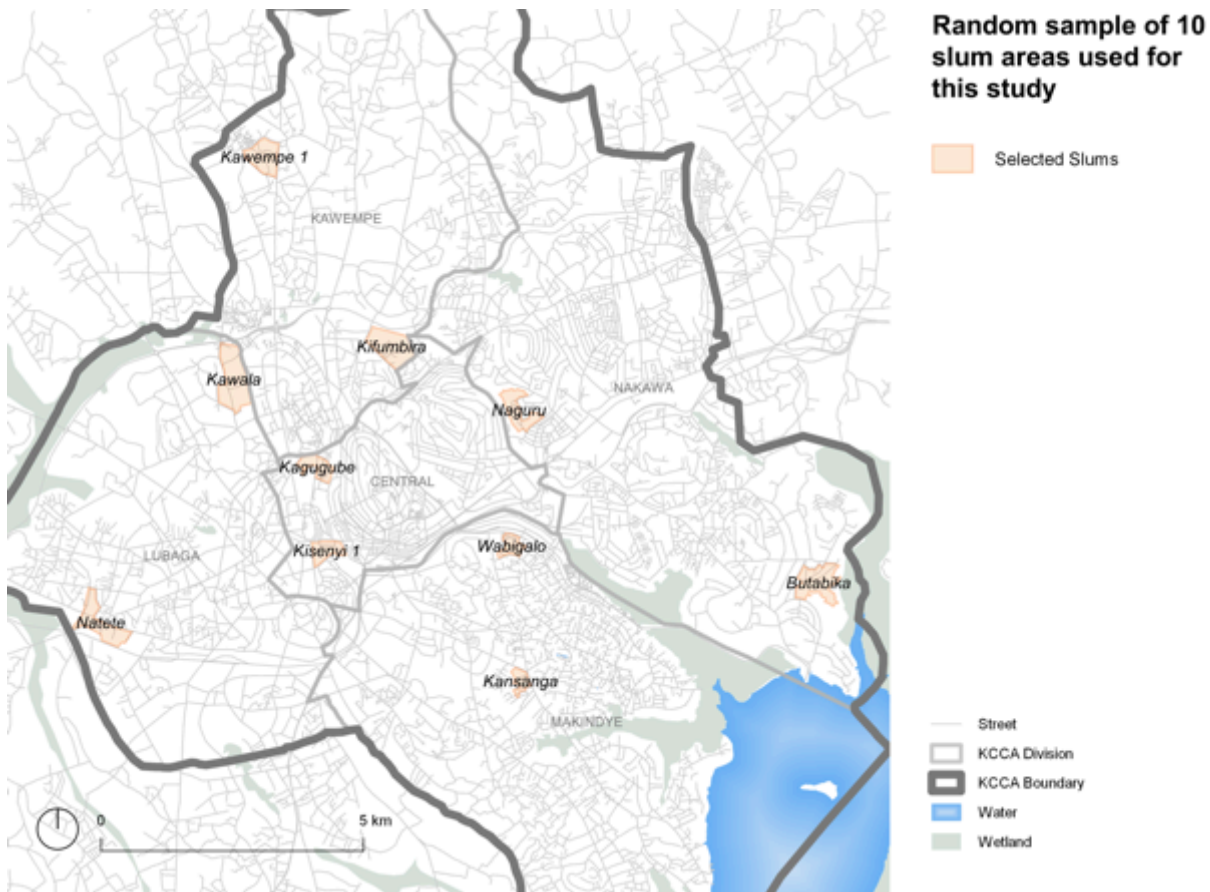 Random sample of 10
slum areas used for
this study
Selected Slums
Kawempe 1
KAWEMPE
Kifumbira
Kawala
NAKAWA
Naguru
Kagugube
CENTRAL
Kisenyi 1
Wabigalo
LUBAGA
Butabika
Natete
Kansanga
MAKINDYE
Street
KCCA Division
KCCA Boundary
Water
Wetland
0
5 km